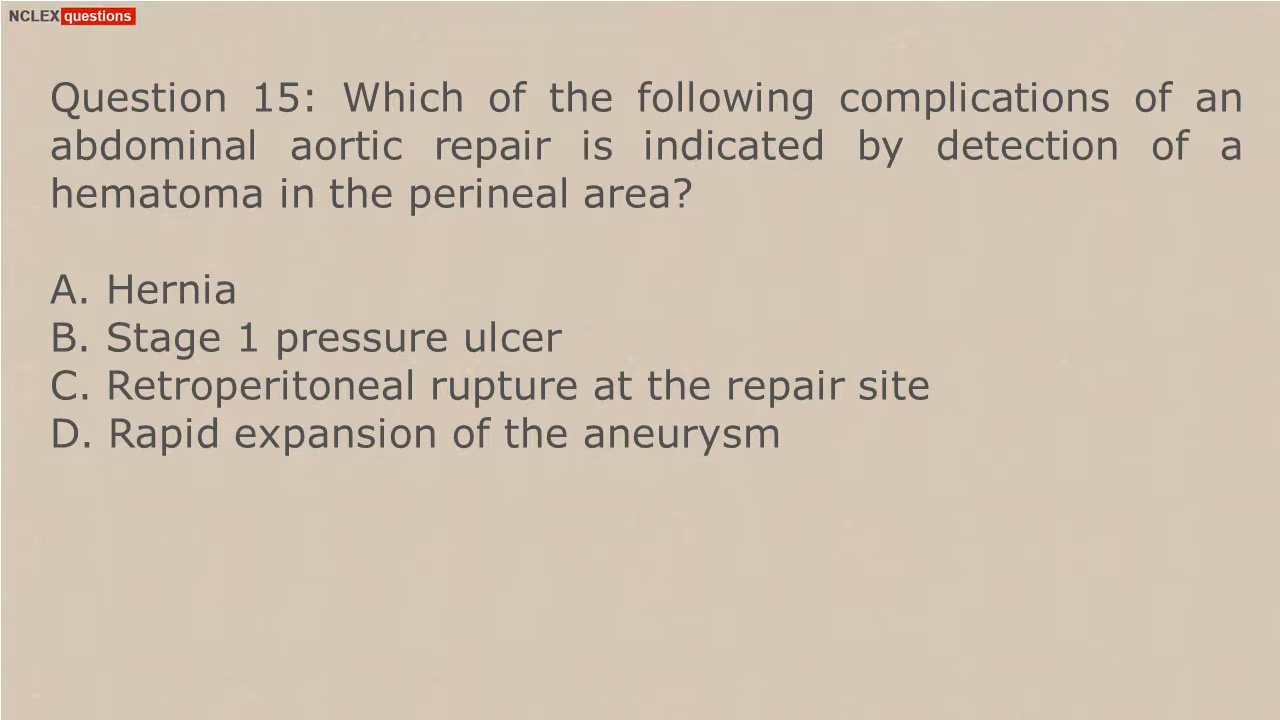 NCLEX questions
Question 15: Which of the following complications of an
abdominal aortic repair is indicated by detection of a
hematoma in the perineal area?
A. Hernia
B. Stage 1 pressure ulcer
C. Retroperitoneal rupture at the repair site
D. Rapid expansion of the aneurysm